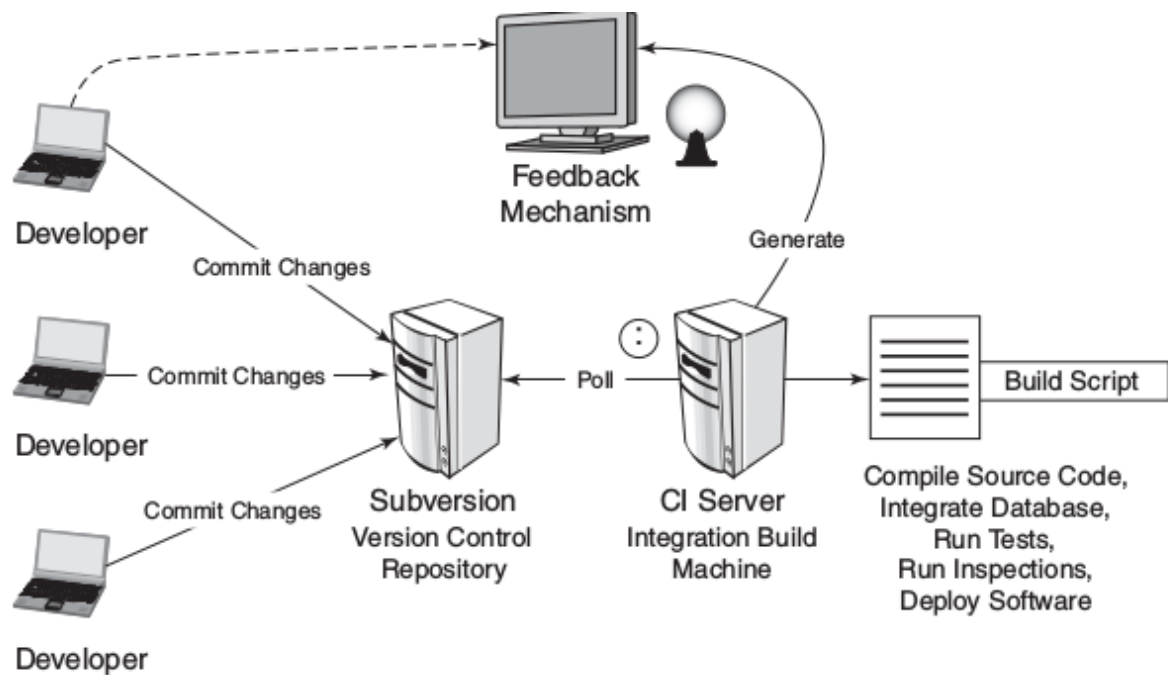 Feedback
Mechanism
Developer
Generate
Commit Changes
Commit Changes
Poll
Build Script
Developer
Commit Changes
Subversion
Version Control
Repository
CI Server
Integration Build
Machine
Compile Source Code,
Integrate Database,
Run Tests,
Run Inspections,
Deploy Software
Developer